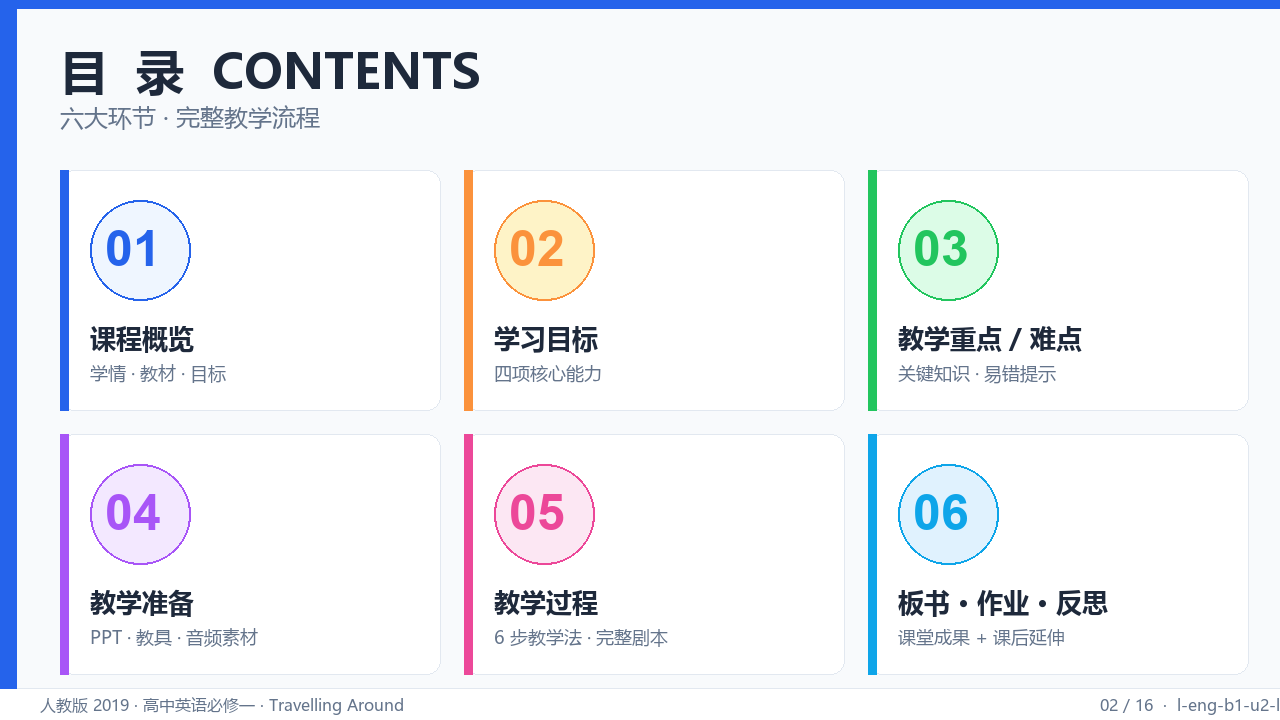 目 录 CONTENTS
六大环节 · 完整教学流程
01
课程概览
学情 · 教材 · 目标
02
学习目标
四项核心能力
03
教学重点 / 难点
关键知识 · 易错提示
04
教学准备
PPT · 教具 · 音频素材
05
教学过程
6 步教学法 · 完整剧本
06
板书・作业・反思
课堂成果 + 课后延伸
人教版 2019 · 高中英语必修一 · Travelling Around
02 / 16 · l-eng-b1-u2-l